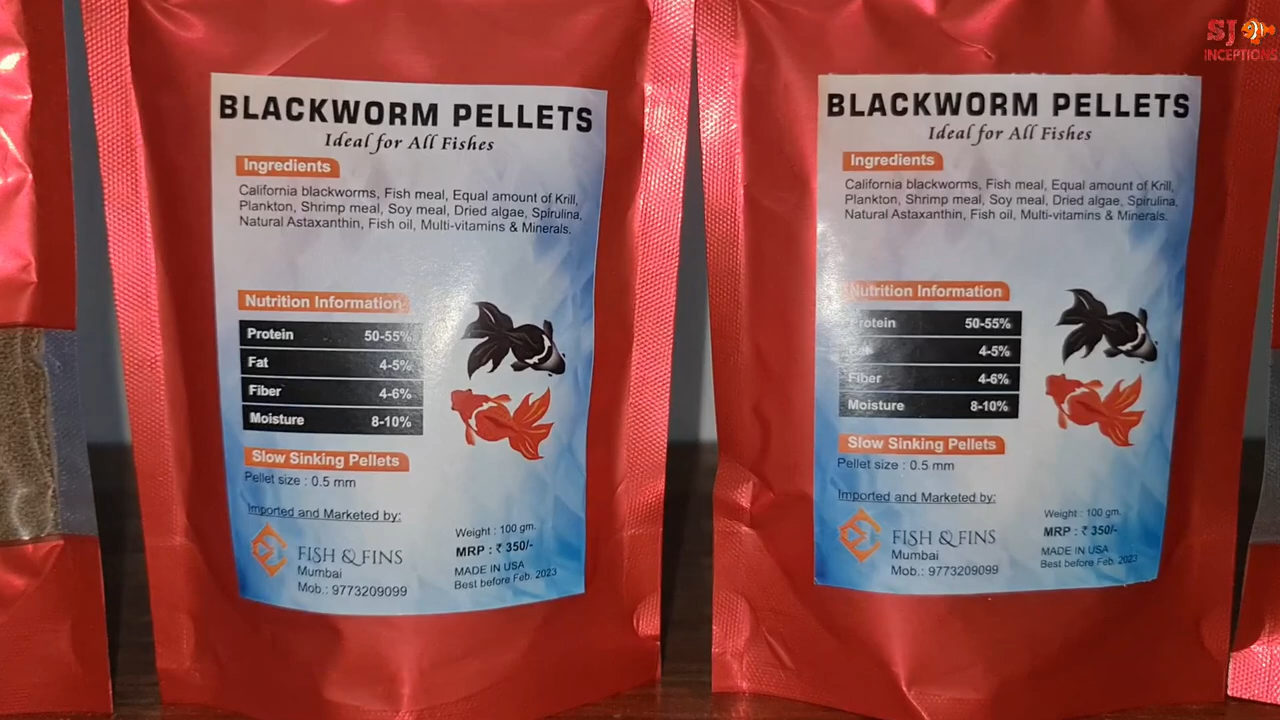 SJ
INCEPTIONS
BLACKWORM PELLETS
Ideal for All Fishes
Ingredients
California blackworms, Fish meal, Equal amount of Krill,
Plankton, Shrimp meal, Soy meal, Dried algae, Spirulina,
Natural Astaxanthin, Fish oil, Multi-vitamins & Minerals.
Nutrition Information
Protein 50-55%
Fat 4-5%
Fiber 4-6%
Moisture 8-10%
Slow Sinking Pellets
Pellet size : 0.5 mm
Imported and Marketed by:
FISH & FINS
Mumbai
Mob.: 9773209099
Weight : 100 gm.
MRP : ₹ 350/-
MADE IN USA
Best before Feb. 2023
BLACKWORM PELLETS
Ideal for All Fishes
Ingredients
California blackworms, Fish meal, Equal amount of Krill,
Plankton, Shrimp meal, Soy meal, Dried algae, Spirulina,
Natural Astaxanthin, Fish oil, Multi-vitamins & Minerals.
Nutrition Information
Protein 50-55%
Fat 4-5%
Fiber 4-6%
Moisture 8-10%
Slow Sinking Pellets
Pellet size : 0.5 mm
Imported and Marketed by:
FISH & FINS
Mumbai
Mob.: 9773209099
Weight : 100 gm.
MRP : ₹ 350/-
MADE IN USA
Best before Feb. 2023